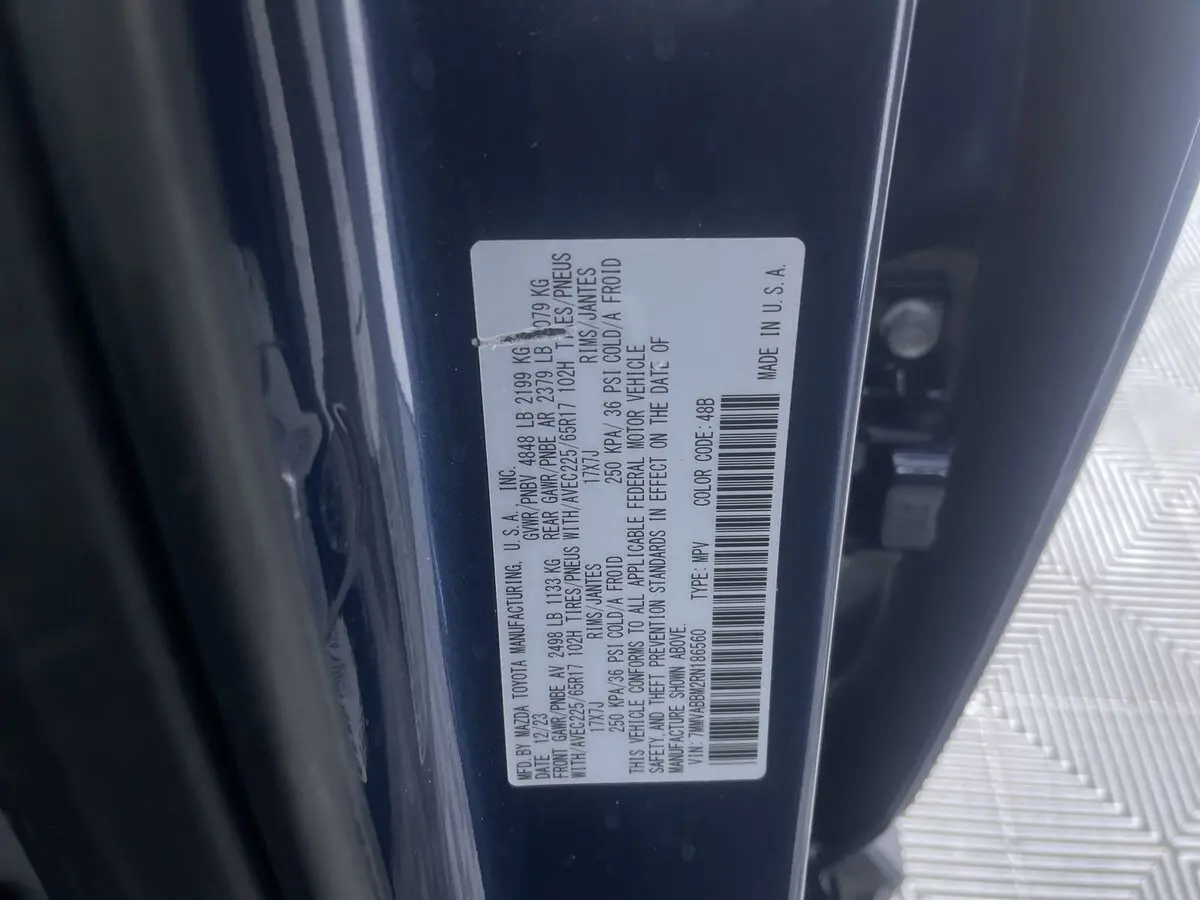 MFD. BY MAZDA TOYOTA MANUFACTURING, U.S.A, INC.
DATE 12/23 GVWR/PNBV 4848 LB 2199 KG
FRONT GAWR/PNBE AV 2498 LB 1133 KG REAR GAWR/PNBE AR 2379 LB 079 KG
WITH/AVEC225/65R17 102H TIRES/PNEUS WITH/AVEC225/65R17 102H TIRES/PNEUS
17X7J RIMS/JANTES 17X7J RIMS/JANTES
250 KPA/36 PSI COLD/A FROID 250 KPA/ 36 PSI COLD/A FROID
THIS VEHICLE CONFORMS TO ALL APPLICABLE FEDERAL MOTOR VEHICLE
SAFETY, AND THEFT PREVENTION STANDARDS IN EFFECT ON THE DATE OF
MANUFACTURE SHOWN ABOVE.
VIN: 7MMVABBM2RN186560 TYPE: MPV COLOR CODE: 48B
MADE IN U.S.A.